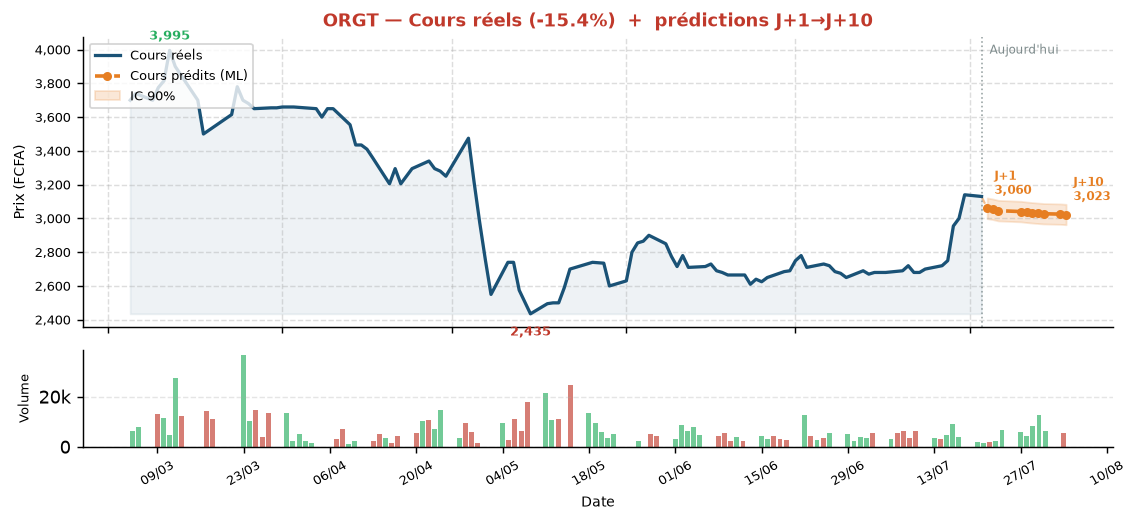 ORGT — Cours réels (-15.4%)  +  prédictions J+1→J+10
3,995
Cours réels
Cours prédits (ML)
IC 90%
Aujourd'hui
J+1
3,060
J+10
3,023
2,435
Prix (FCFA)
4,000
3,800
3,600
3,400
3,200
3,000
2,800
2,600
2,400
Volume
20k
0
09/03
23/03
06/04
20/04
04/05
18/05
01/06
15/06
29/06
13/07
27/07
10/08
Date